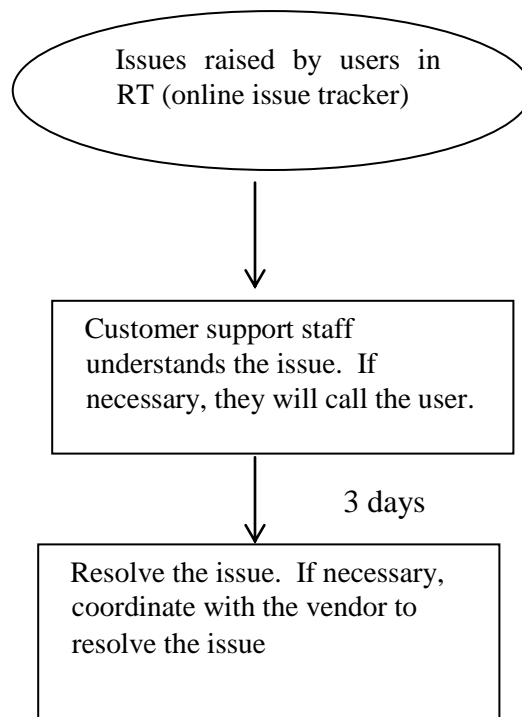 Issues raised by users in
RT (online issue tracker)
Customer support staff
understands the issue. If
necessary, they will call the user.
3 days
Resolve the issue. If necessary,
coordinate with the vendor to
resolve the issue